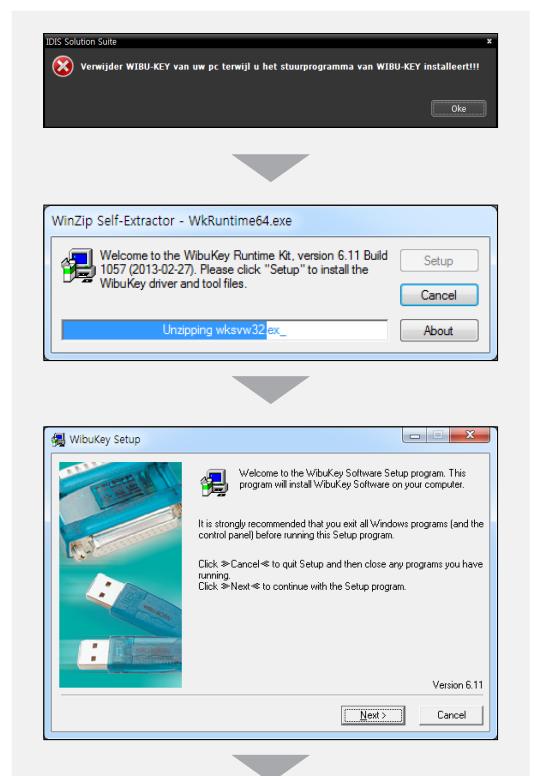 IDIS Solution Suite x
Verwijder WIBU-KEY van uw pc terwijl u het stuurprogramma van WIBU-KEY installeert!!!
Oke
WinZip Self-Extractor - WkRuntime64.exe
Welcome to the WibuKey Runtime Kit, version 6.11 Build
1057 (2013-02-27). Please click "Setup" to install the
WibuKey driver and tool files.
Setup
Cancel
Unzipping wksvw32.ex_
About
WibuKey Setup
Welcome to the WibuKey Software Setup program. This
program will install WibuKey Software on your computer.
It is strongly recommended that you exit all Windows programs (and the
control panel) before running this Setup program.
Click >>Cancel<< to quit Setup and then close any programs you have
running.
Click >>Next<< to continue with the Setup program.
Version 6.11
Next >
Cancel